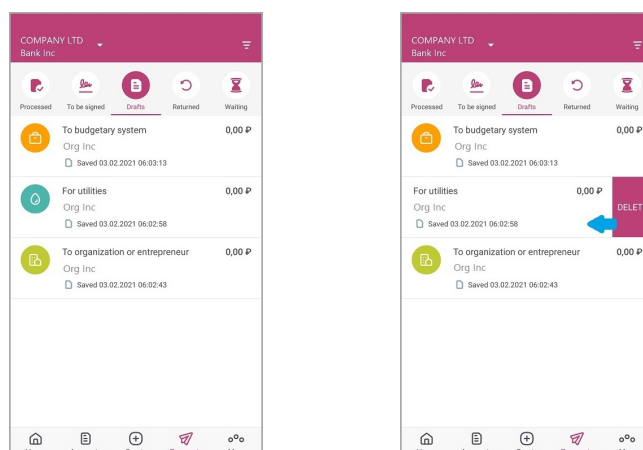 COMPANY LTD
Bank Inc
Processed To be signed Drafts Returned Waiting
To budgetary system 0,00 ₽
Org Inc
Saved 03.02.2021 06:03:13
For utilities 0,00 ₽
Org Inc
Saved 03.02.2021 06:02:58
To organization or entrepreneur 0,00 ₽
Org Inc
Saved 03.02.2021 06:02:43
COMPANY LTD
Bank Inc
Processed To be signed Drafts Returned Waiting
To budgetary system 0,00 ₽
Org Inc
Saved 03.02.2021 06:03:13
For utilities 0,00 ₽
Org Inc DELET
Saved 03.02.2021 06:02:58
To organization or entrepreneur 0,00 ₽
Org Inc
Saved 03.02.2021 06:02:43